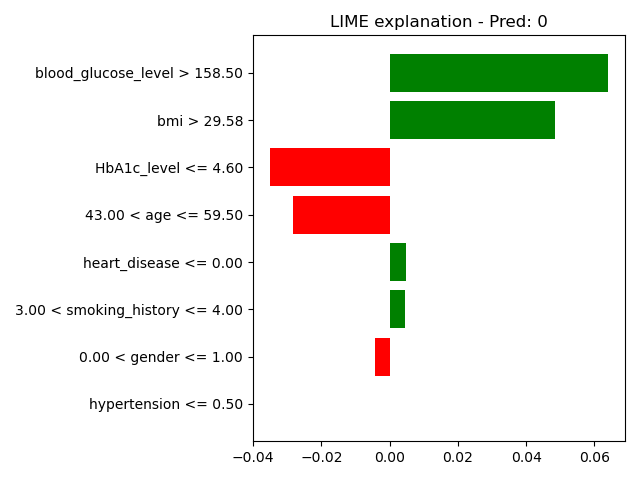 LIME explanation - Pred: 0
blood_glucose_level > 158.50
bmi > 29.58
HbA1c_level <= 4.60
43.00 < age <= 59.50
heart_disease <= 0.00
3.00 < smoking_history <= 4.00
0.00 < gender <= 1.00
hypertension <= 0.50
−0.04 −0.02 0.00 0.02 0.04 0.06